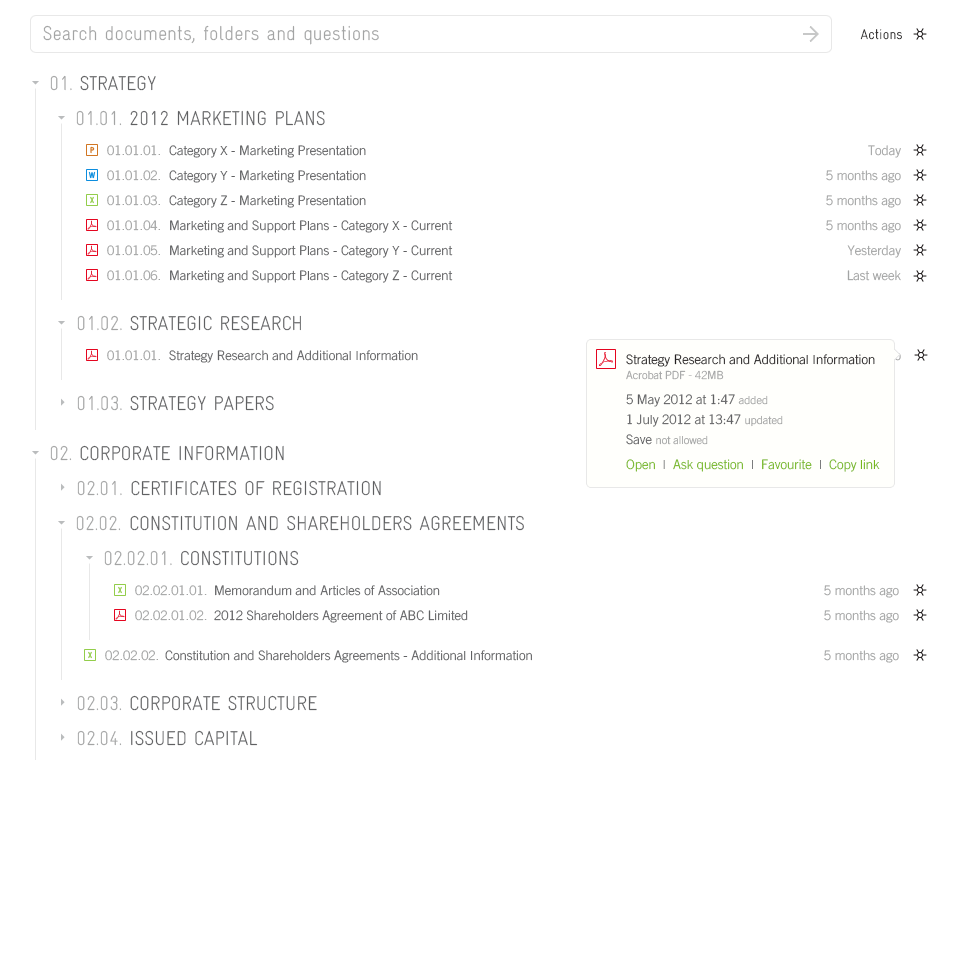 Search documents, folders and questions
Actions
01. STRATEGY
01.01. 2012 MARKETING PLANS
P 01.01.01. Category X - Marketing Presentation Today
W 01.01.02. Category Y - Marketing Presentation 5 months ago
X 01.01.03. Category Z - Marketing Presentation 5 months ago
01.01.04. Marketing and Support Plans - Category X - Current 5 months ago
01.01.05. Marketing and Support Plans - Category Y - Current Yesterday
01.01.06. Marketing and Support Plans - Category Z - Current Last week
01.02. STRATEGIC RESEARCH
01.01.01. Strategy Research and Additional Information
Strategy Research and Additional Information
Acrobat PDF - 42MB
5 May 2012 at 1:47 added
1 July 2012 at 13:47 updated
Save not allowed
Open | Ask question | Favourite | Copy link
01.03. STRATEGY PAPERS
02. CORPORATE INFORMATION
02.01. CERTIFICATES OF REGISTRATION
02.02. CONSTITUTION AND SHAREHOLDERS AGREEMENTS
02.02.01. CONSTITUTIONS
X 02.02.01.01. Memorandum and Articles of Association 5 months ago
02.02.01.02. 2012 Shareholders Agreement of ABC Limited 5 months ago
X 02.02.02. Constitution and Shareholders Agreements - Additional Information 5 months ago
02.03. CORPORATE STRUCTURE
02.04. ISSUED CAPITAL